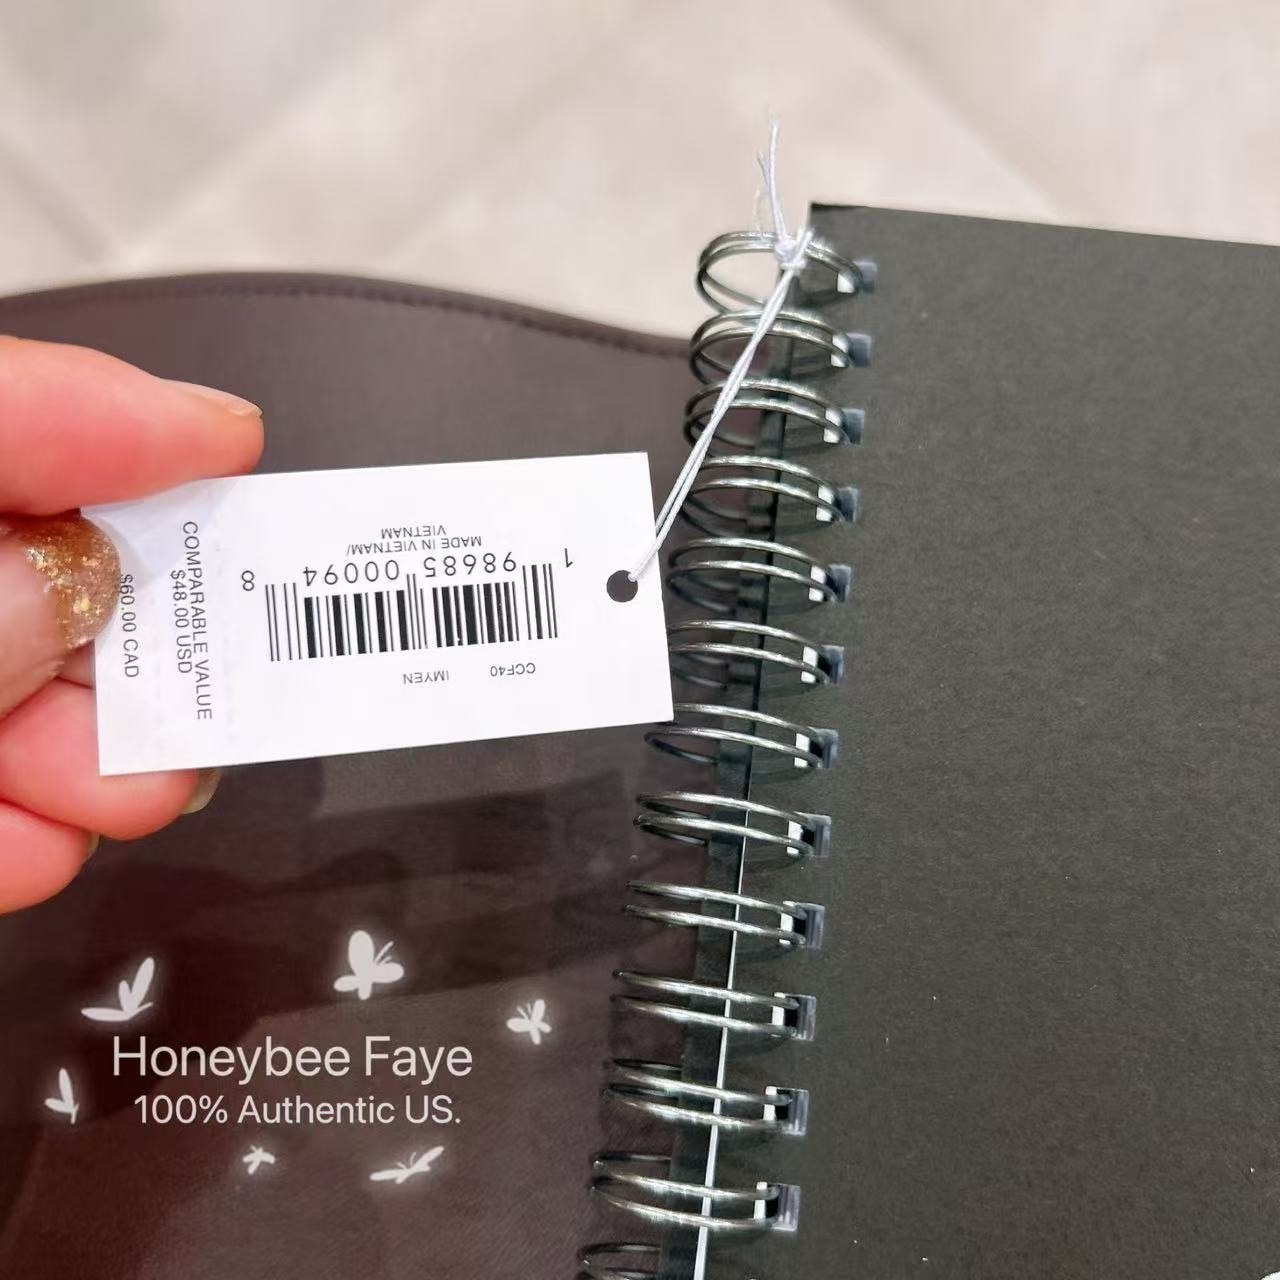 CCF40 IMYEN
1 98685 00094 8
MADE IN VIETNAM/
VIETNAM
COMPARABLE VALUE
$48.00 USD
$60.00 CAD
Honeybee Faye
100% Authentic US.